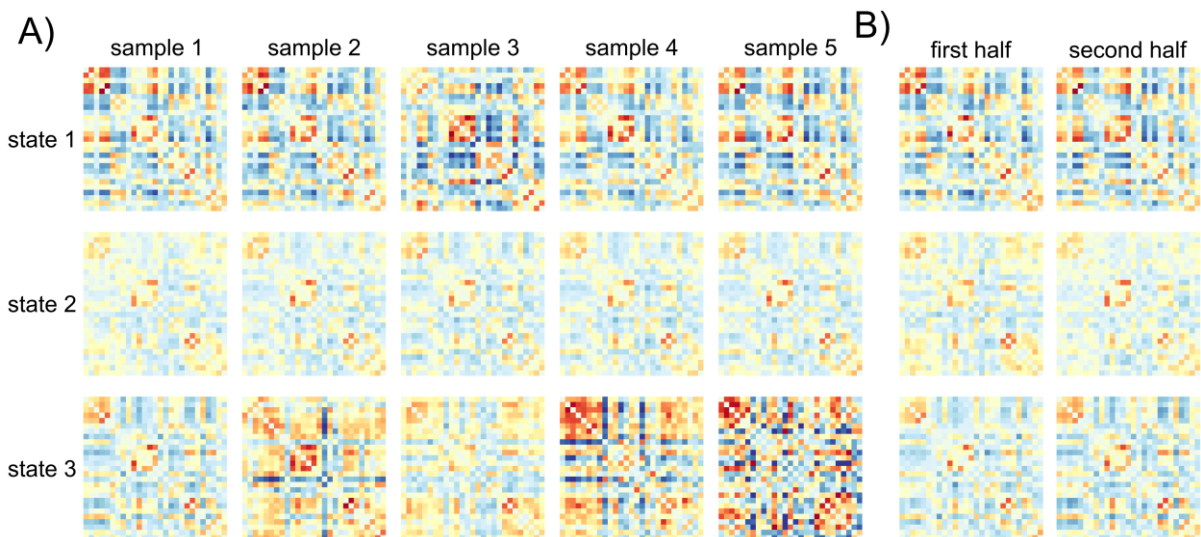 A)
B)
sample 1
sample 2
sample 3
sample 4
sample 5
first half
second half
state 1
state 2
state 3